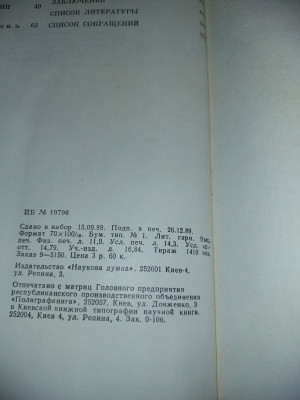 ЗАКЛЮЧЕНИЕ
40 СПИСОК ЛИТЕРАТУРЫ
63 СПИСОК СОКРАЩЕНИЙ
ИБ № 10796
Сдано в набор 15.09.89. Подп. в печ. 26.12.89.
Формат 70×100/16. Бум. тип. № 1. Лит. гарн. Выс.
печ. Физ. печ. л. 11,0. Усл. печ. л. 14,3. Усл. кр.-
отт. 14,79. Уч.-изд. л. 16,84. Тираж 1410 экз.
Заказ 9—3150. Цена 3 р. 60 к.
Издательство «Наукова думка». 252601 Киев 4,
ул. Репина, 3.
Отпечатано с матриц Головного предприятия
республиканского производственного объединения
«Полиграфкнига», 252057, Киев, ул. Довженко, 3
в Киевской книжной типографии научной книги.
252004, Киев 4, ул. Репина, 4. Зак. 0-106.